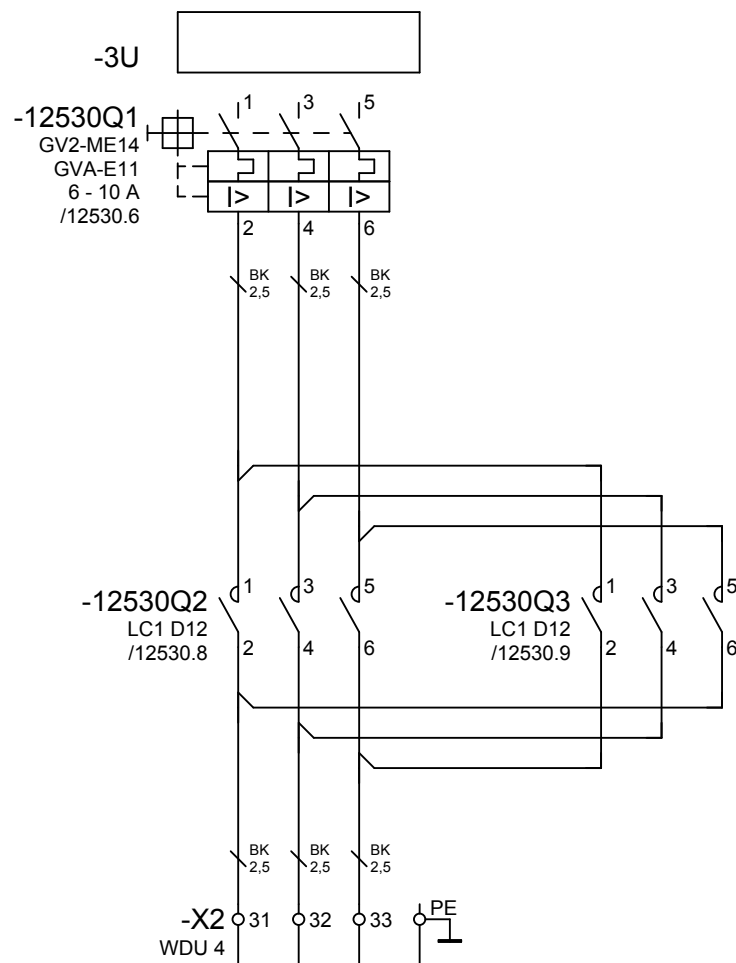 -3U
1 3 5
-12530Q1
GV2-ME14
GVA-E11
6 - 10 A
/12530.6
I> I> I>
2 4 6
BK BK BK
2,5 2,5 2,5
1 3 5 1 3 5
-12530Q2 -12530Q3
LC1 D12 LC1 D12
/12530.8 2 4 6 /12530.9 2 4 6
BK BK BK
2,5 2,5 2,5
-X2 31 32 33 PE
WDU 4